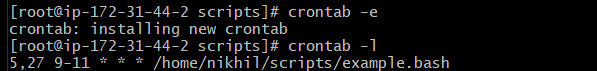 [root@ip-172-31-44-2 scripts]# crontab -e
crontab: installing new crontab
[root@ip-172-31-44-2 scripts]# crontab -l
5,27 9-11 * * * /home/nikhil/scripts/example.bash